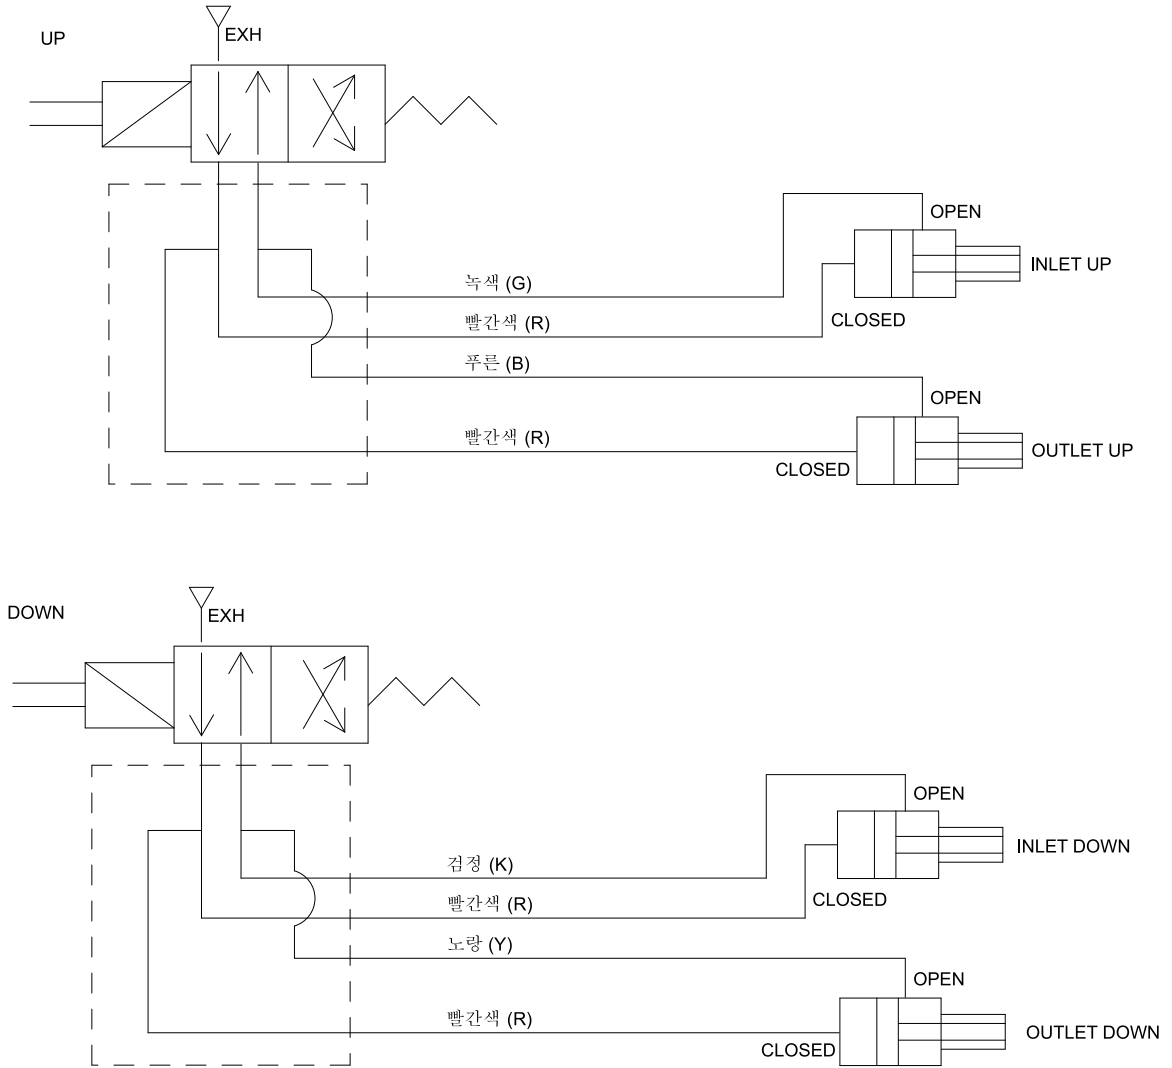 UP
EXH
OPEN
INLET UP
녹색 (G)
빨간색 (R)
CLOSED
푸른 (B)
OPEN
빨간색 (R)
OUTLET UP
CLOSED
DOWN
EXH
OPEN
INLET DOWN
검정 (K)
빨간색 (R)
CLOSED
노랑 (Y)
OPEN
빨간색 (R)
OUTLET DOWN
CLOSED